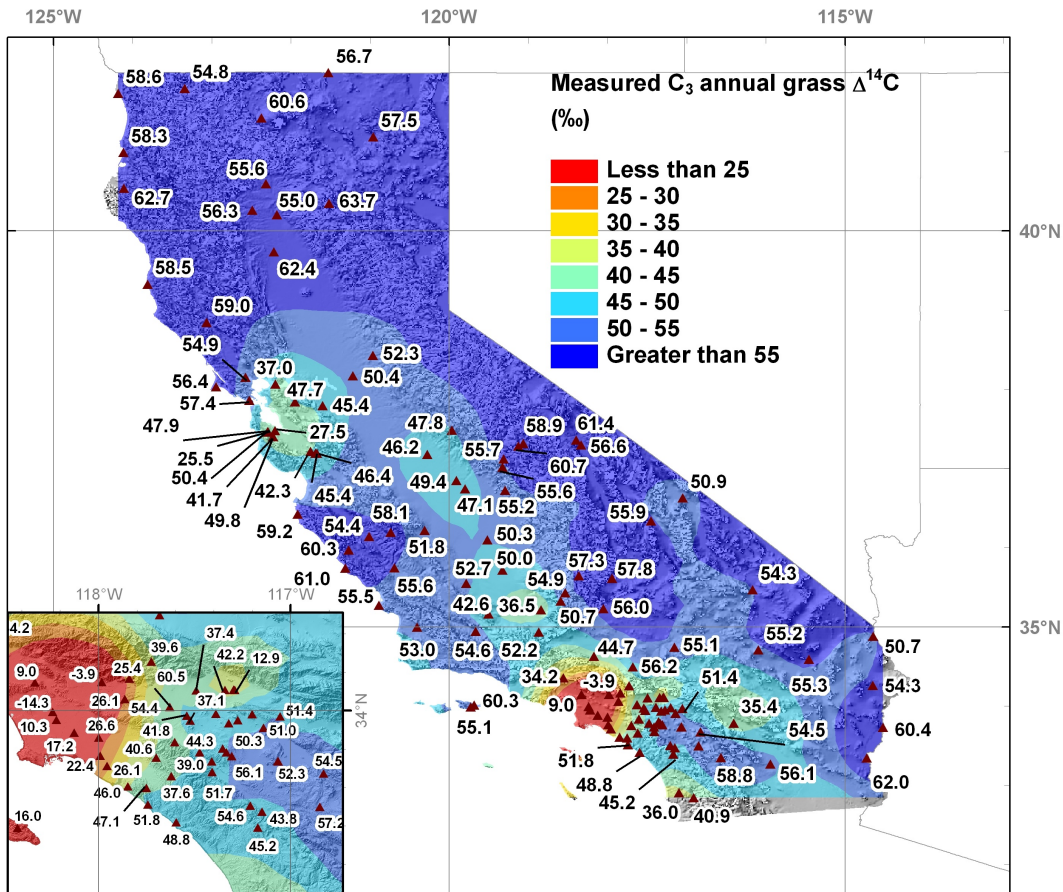 125°W 120°W 115°W
56.7
58.6 54.8
Measured C3 annual grass Δ14C
(‰)
60.6
57.5
58.3
Less than 25
25 - 30
30 - 35
35 - 40
40 - 45
45 - 50
50 - 55
Greater than 55
55.6
62.7 55.0 63.7
56.3
40°N
62.4
58.5
59.0
54.9 52.3
37.0 50.4
56.4 47.7
57.4 45.4
47.9 27.5 47.8 58.9 61.4
25.5 46.2 55.7 56.6
50.4 46.4 60.7
41.7 42.3 49.4 55.6
49.8 45.4 47.1 55.2 50.9
59.2 54.4 58.1 55.9
60.3 51.8 50.3
61.0 52.7 50.0 57.3 57.8
55.6 54.9 54.3
55.5 42.6 36.5 50.7 56.0
35°N
53.0 54.6 52.2 44.7 55.1 55.2 50.7
34.2 -3.9 56.2 51.4 55.3 54.3
60.3 9.0 35.4
55.1 54.5 60.4
51.8 58.8 56.1
48.8 62.0
45.2
36.0 40.9
118°W 117°W
4.2 37.4
39.6 42.2 12.9
9.0 -3.9 25.4 60.5
-14.3 26.1 54.4 37.1 34°N
10.3 26.6 41.8 51.4
51.0
17.2 40.6 44.3 50.3
22.4 26.1 39.0 56.1 52.3 54.5
46.0 37.6 51.7
47.1 51.8 54.6 43.8 57.2
16.0 48.8 45.2